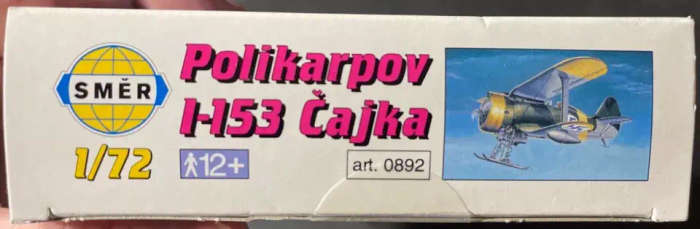 SMĚR
Polikarpov
I-153 Čajka
1/72
12+
art. 0892